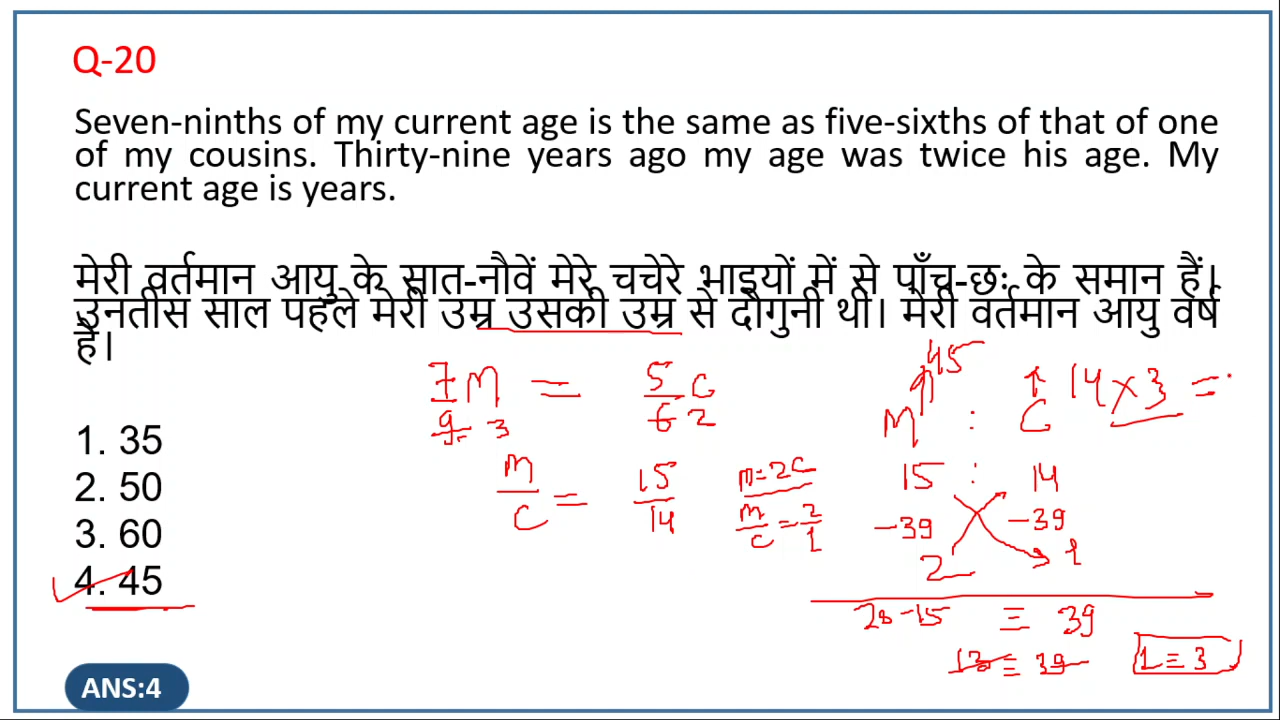 Q-20
Seven-ninths of my current age is the same as five-sixths of that of one
of my cousins. Thirty-nine years ago my age was twice his age. My
current age is years.
मेरी वर्तमान आयु के सात-नौवें मेरे चचेरे भाइयों में से पाँच-छः के समान हैं।
उनतीस साल पहले मेरी उम्र उसकी उम्र से दोगुनी थी। मेरी वर्तमान आयु वर्ष
है।
7M/9 3 = 5/6 2 C
45
14 × 3 =
M : C
1. 35
2. 50
3. 60
4. 45
m/c = 15/14
m=2c
m/c = 2/1
15 : 14
-39 -39
2 1
28-15 ≡ 39
13 ≡ 39
1 ≡ 3
ANS:4